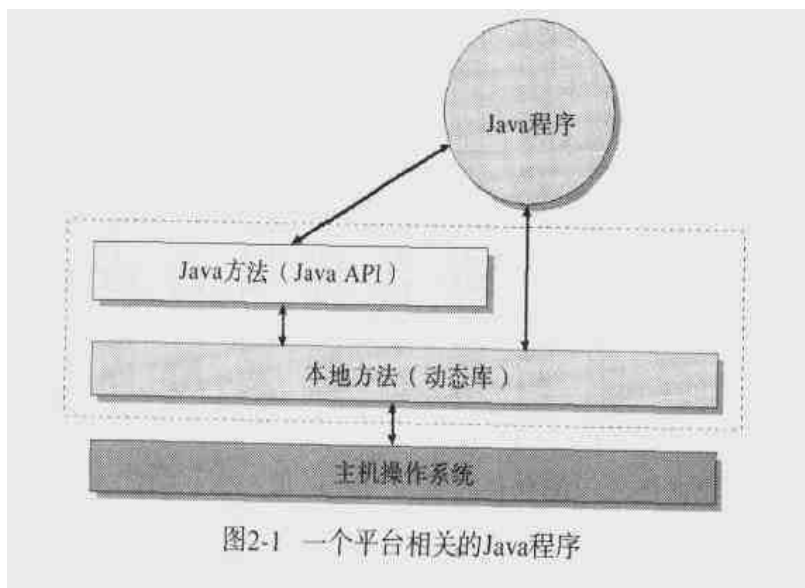 Java程序
Java方法（Java API）
本地方法（动态库）
主机操作系统
图2-1 一个平台相关的Java程序